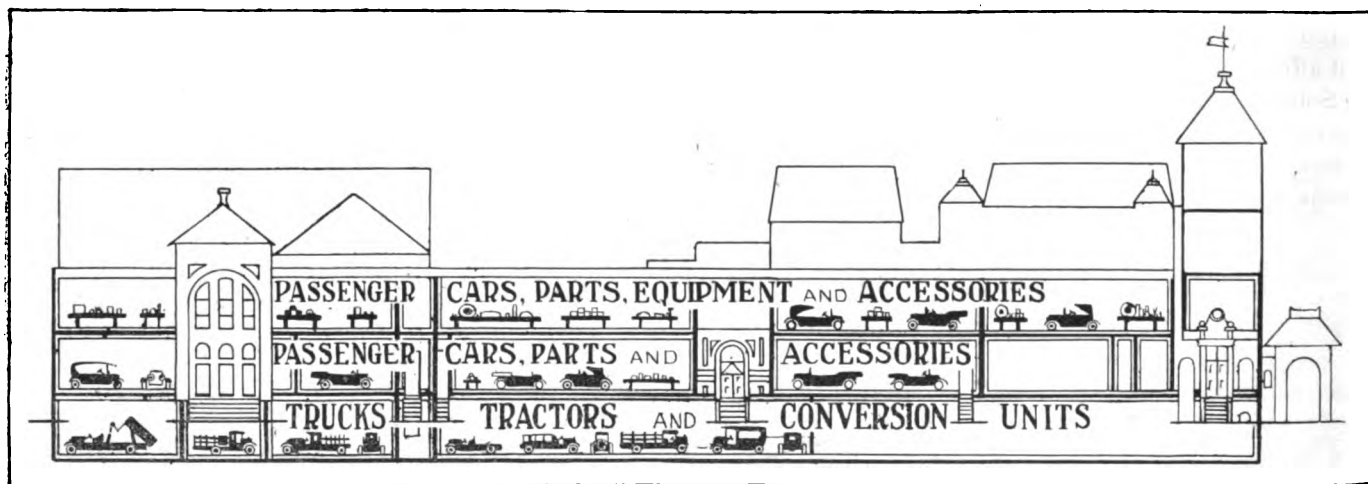 PASSENGER CARS, PARTS, EQUIPMENT AND ACCESSORIES
PASSENGER CARS, PARTS AND ACCESSORIES
TRUCKS TRACTORS AND CONVERSION UNITS